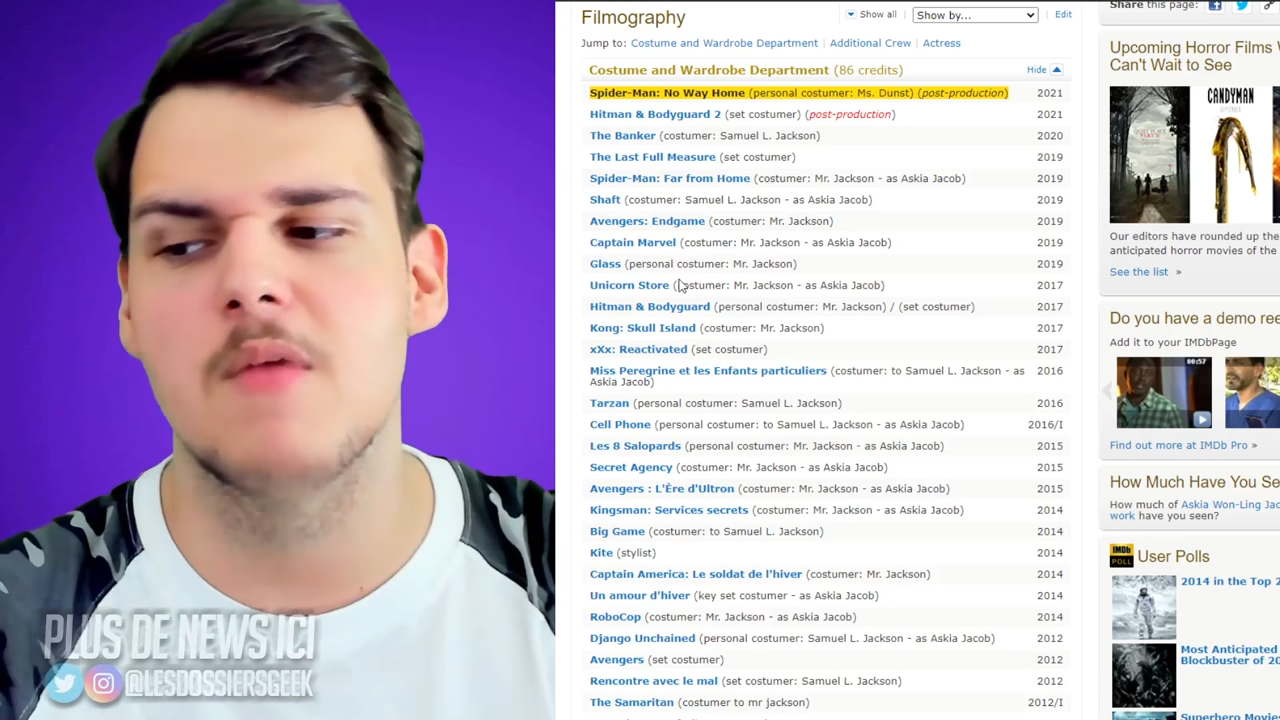 Filmography
Show all
Show by...
Edit
Jump to: Costume and Wardrobe Department | Additional Crew | Actress
Costume and Wardrobe Department (86 credits)
Hide
Spider-Man: No Way Home (personal costumer: Ms. Dunst) (post-production) 2021
Hitman & Bodyguard 2 (set costumer) (post-production) 2021
The Banker (costumer: Samuel L. Jackson) 2020
The Last Full Measure (set costumer) 2019
Spider-Man: Far from Home (costumer: Mr. Jackson - as Askia Jacob) 2019
Shaft (costumer: Samuel L. Jackson - as Askia Jacob) 2019
Avengers: Endgame (costumer: Mr. Jackson) 2019
Captain Marvel (costumer: Mr. Jackson - as Askia Jacob) 2019
Glass (personal costumer: Mr. Jackson) 2019
Unicorn Store (costumer: Mr. Jackson - as Askia Jacob) 2017
Hitman & Bodyguard (personal costumer: Mr. Jackson) / (set costumer) 2017
Kong: Skull Island (costumer: Mr. Jackson) 2017
xXx: Reactivated (set costumer) 2017
Miss Peregrine et les Enfants particuliers (costumer: to Samuel L. Jackson - as 2016
Askia Jacob)
Tarzan (personal costumer: Samuel L. Jackson) 2016
Cell Phone (personal costumer: to Samuel L. Jackson - as Askia Jacob) 2016/I
Les 8 Salopards (personal costumer: Mr. Jackson - as Askia Jacob) 2015
Secret Agency (costumer: Mr. Jackson - as Askia Jacob) 2015
Avengers : L'Ère d'Ultron (costumer: Mr. Jackson - as Askia Jacob) 2015
Kingsman: Services secrets (costumer: Mr. Jackson - as Askia Jacob) 2014
Big Game (costumer: to Samuel L. Jackson) 2014
Kite (stylist) 2014
Captain America: Le soldat de l'hiver (costumer: Mr. Jackson) 2014
Un amour d'hiver (key set costumer - as Askia Jacob) 2014
RoboCop (costumer: Mr. Jackson - as Askia Jacob) 2014
Django Unchained (personal costumer: Samuel L. Jackson - as Askia Jacob) 2012
Avengers (set costumer) 2012
Rencontre avec le mal (set costumer: Samuel L. Jackson) 2012
The Samaritan (costumer to mr jackson) 2012/I
Share this page:
Upcoming Horror Films
Can't Wait to See
CANDYMAN
Our editors have rounded up the
anticipated horror movies of the
See the list »
Do you have a demo ree
Add it to your IMDbPage
00:57
Find out more at IMDb Pro »
How Much Have You Se
How much of Askia Won-Ling Jac
work have you seen?
IMDb
POLL
User Polls
2014 in the Top 2
Most Anticipated
Blockbuster of 20
Superhero Movie
PLUS DE NEWS ICI
@LESDOSSIERSGEEK